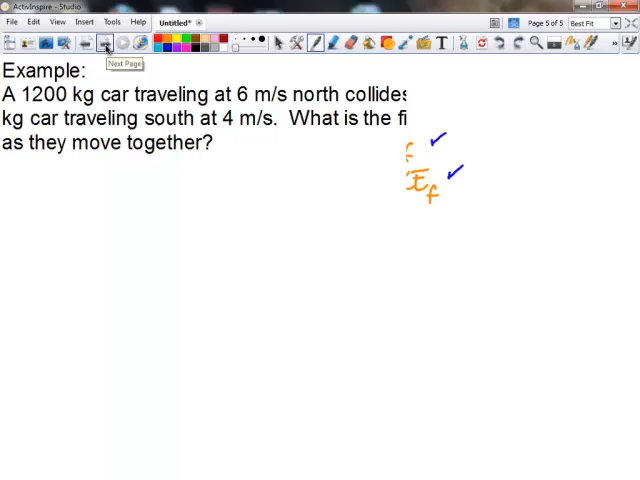 ActivInspire - Studio
File Edit View Insert Tools Help Untitled* Page 5 of 5 Best Fit
Next Page
Example:
A 1200 kg car traveling at 6 m/s north collides
kg car traveling south at 4 m/s. What is the fi
as they move together?
f
f